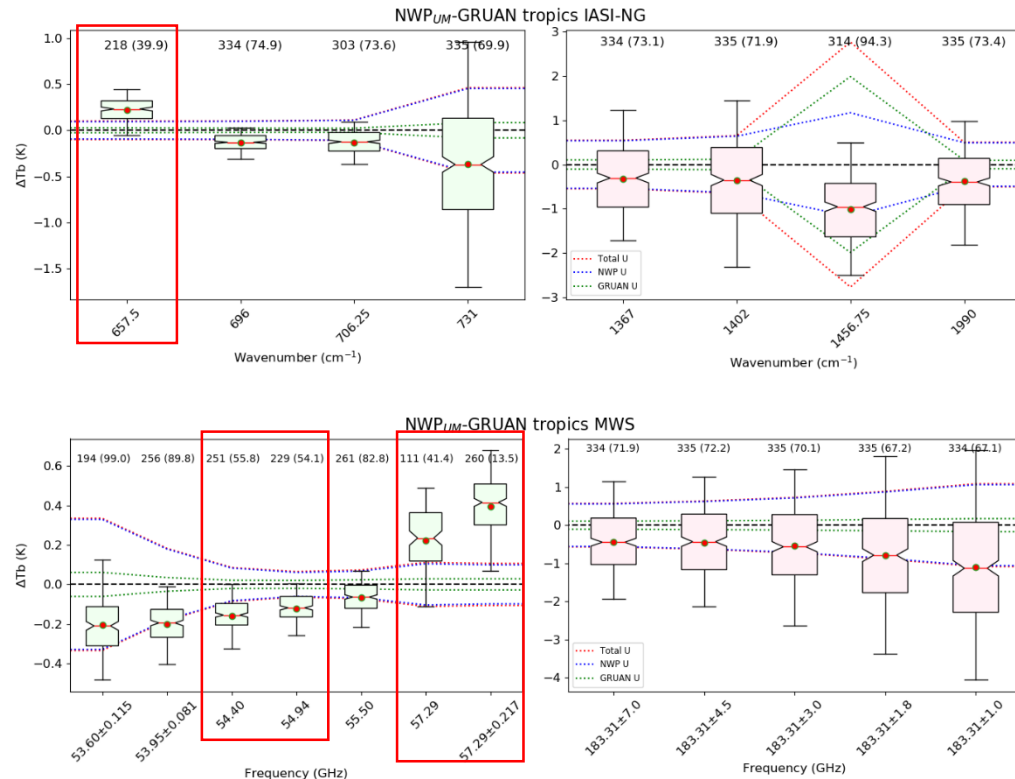 NWP_UM-GRUAN tropics IASI-NG
218 (39.9) 334 (74.9) 303 (73.6) 335 (69.9)
1.0
0.5
0.0
−0.5
−1.0
−1.5
ΔTb (K)
657.5 696 706.25 731
Wavenumber (cm⁻¹)
334 (73.1) 335 (71.9) 314 (94.3) 335 (73.4)
3
2
1
0
−1
−2
−3
Total U
NWP U
GRUAN U
1367 1402 1456.75 1990
Wavenumber (cm⁻¹)
NWP_UM-GRUAN tropics MWS
194 (99.0) 256 (89.8) 251 (55.8) 229 (54.1) 261 (82.8) 111 (41.4) 260 (13.5)
0.6
0.4
0.2
0.0
−0.2
−0.4
ΔTb (K)
53.60±0.115 53.95±0.081 54.40 54.94 55.50 57.29 57.29±0.217
Frequency (GHz)
334 (71.9) 335 (72.2) 335 (70.1) 335 (67.2) 334 (67.1)
2
1
0
−1
−2
−3
−4
Total U
NWP U
GRUAN U
183.31±7.0 183.31±4.5 183.31±3.0 183.31±1.8 183.31±1.0
Frequency (GHz)